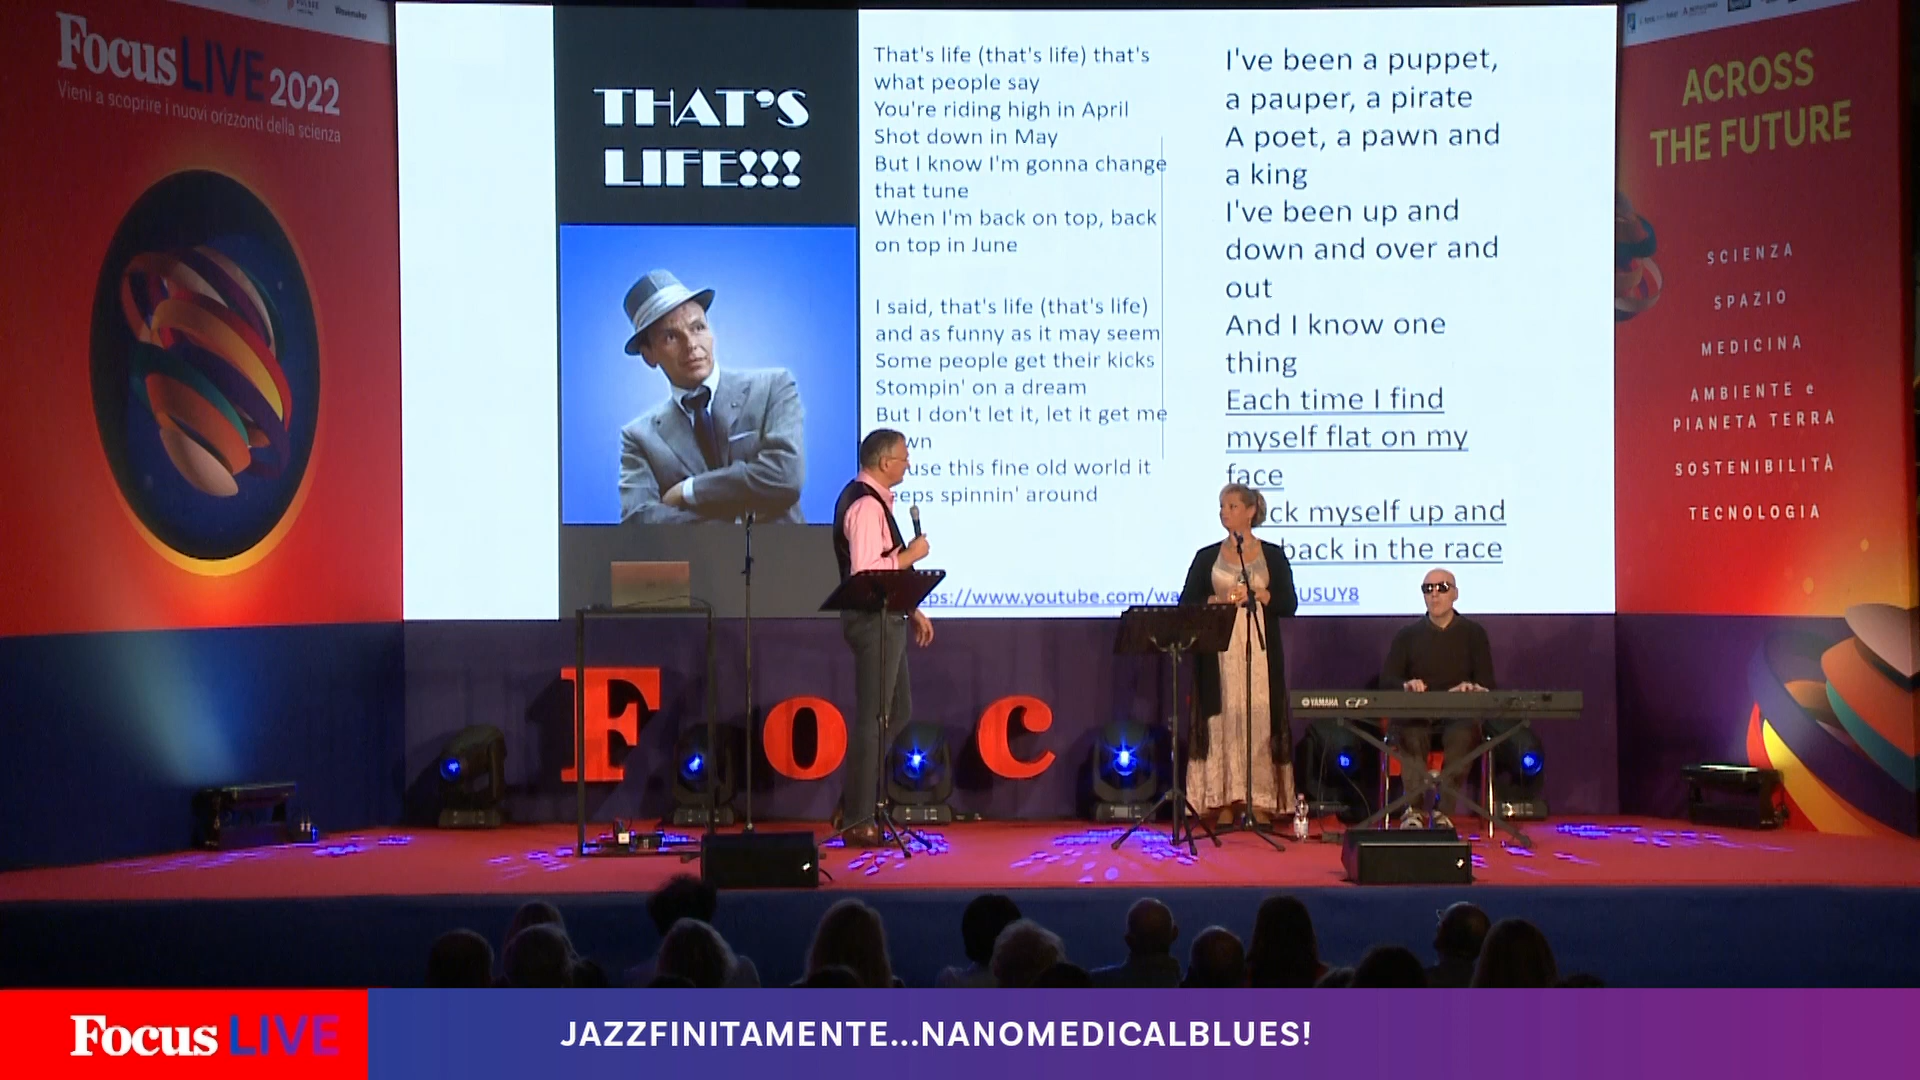 Focus LIVE 2022
Vieni a scoprire i nuovi orizzonti della scienza
THAT'S
LIFE!!!
That's life (that's life) that's
what people say
You're riding high in April
Shot down in May
But I know I'm gonna change
that tune
When I'm back on top, back
on top in June
I said, that's life (that's life)
and as funny as it may seem
Some people get their kicks
Stompin' on a dream
But I don't let it, let it get me
wn
use this fine old world it
eeps spinnin' around
I've been a puppet,
a pauper, a pirate
A poet, a pawn and
a king
I've been up and
down and over and
out
And I know one
thing
Each time I find
myself flat on my
face
ck myself up and
back in the race
ps://www.youtube.com/wa USUY8
ACROSS
THE FUTURE
SCIENZA
SPAZIO
MEDICINA
AMBIENTE e
PIANETA TERRA
SOSTENIBILITÀ
TECNOLOGIA
F o c
YAMAHA CP
Focus LIVE
JAZZFINITAMENTE...NANOMEDICALBLUES!